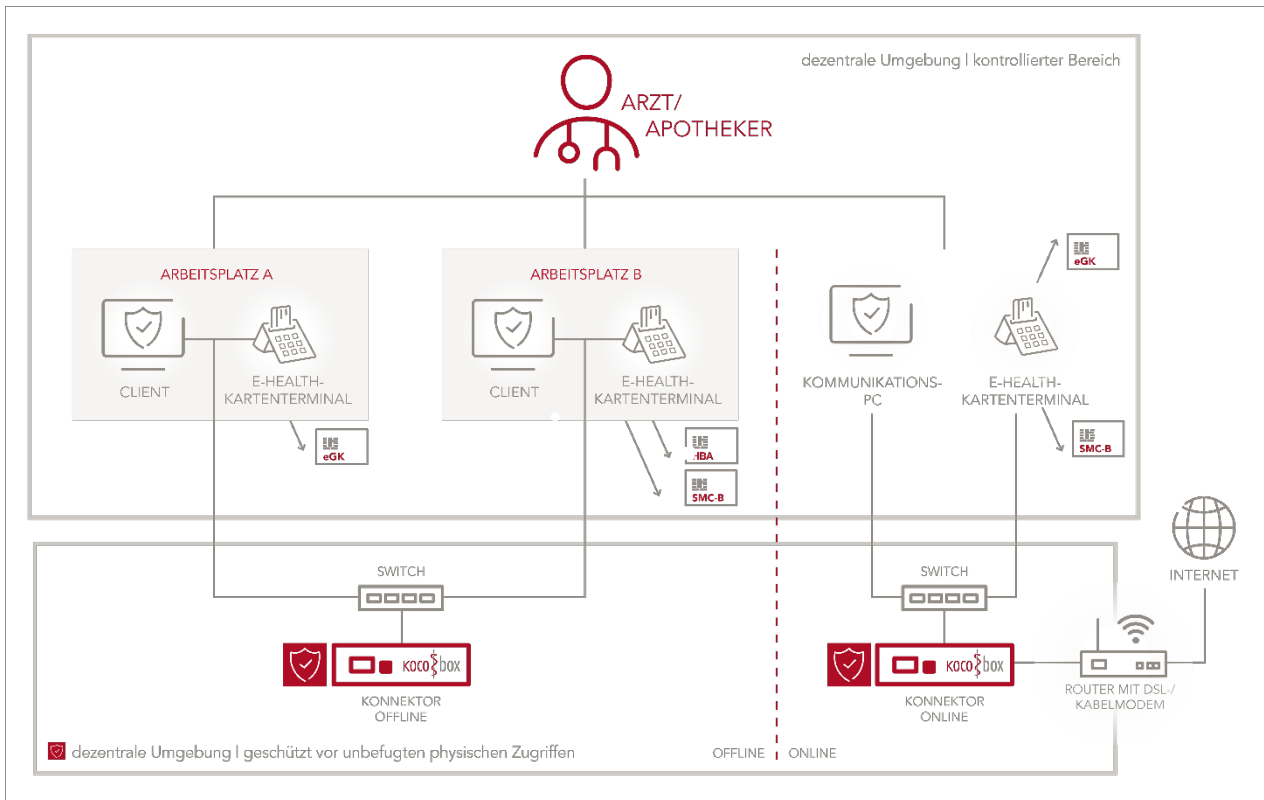 dezentrale Umgebung | kontrollierter Bereich
ARZT/
APOTHEKER
ARBEITSPLATZ A
CLIENT
E-HEALTH-
KARTENTERMINAL
eGK
ARBEITSPLATZ B
CLIENT
E-HEALTH-
KARTENTERMINAL
HBA
SMC-B
KOMMUNIKATIONS-
PC
E-HEALTH-
KARTENTERMINAL
eGK
SMC-B
SWITCH
koco box
KONNEKTOR
OFFLINE
SWITCH
koco box
KONNEKTOR
ONLINE
ROUTER MIT DSL-/
KABELMODEM
INTERNET
dezentrale Umgebung | geschützt vor unbefugten physischen Zugriffen
OFFLINE
ONLINE